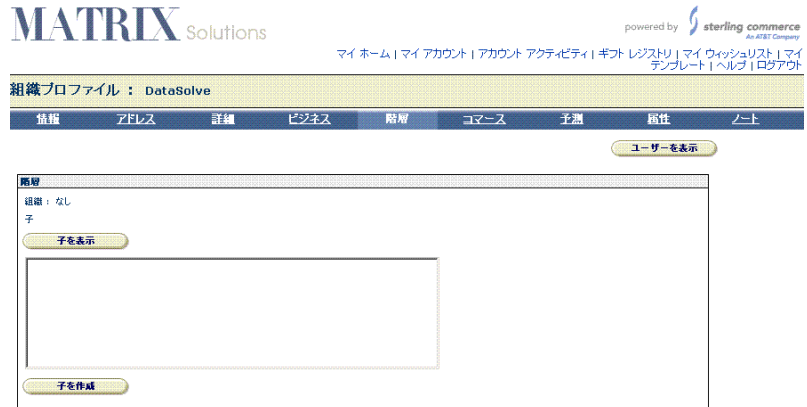 MATRIX Solutions
powered by sterling commerce
An AT&T Company
マイ ホーム | マイ アカウント | アカウント アクティビティ | ギフト レジストリ | マイ ウィッシュリスト | マイ
テンプレート | ヘルプ | ログアウト
組織プロファイル : DataSolve
情報 アドレス 詳細 ビジネス 階層 コマース 予測 属性 ノート
ユーザーを表示
階層
組織 : なし
子
子を表示
子を作成